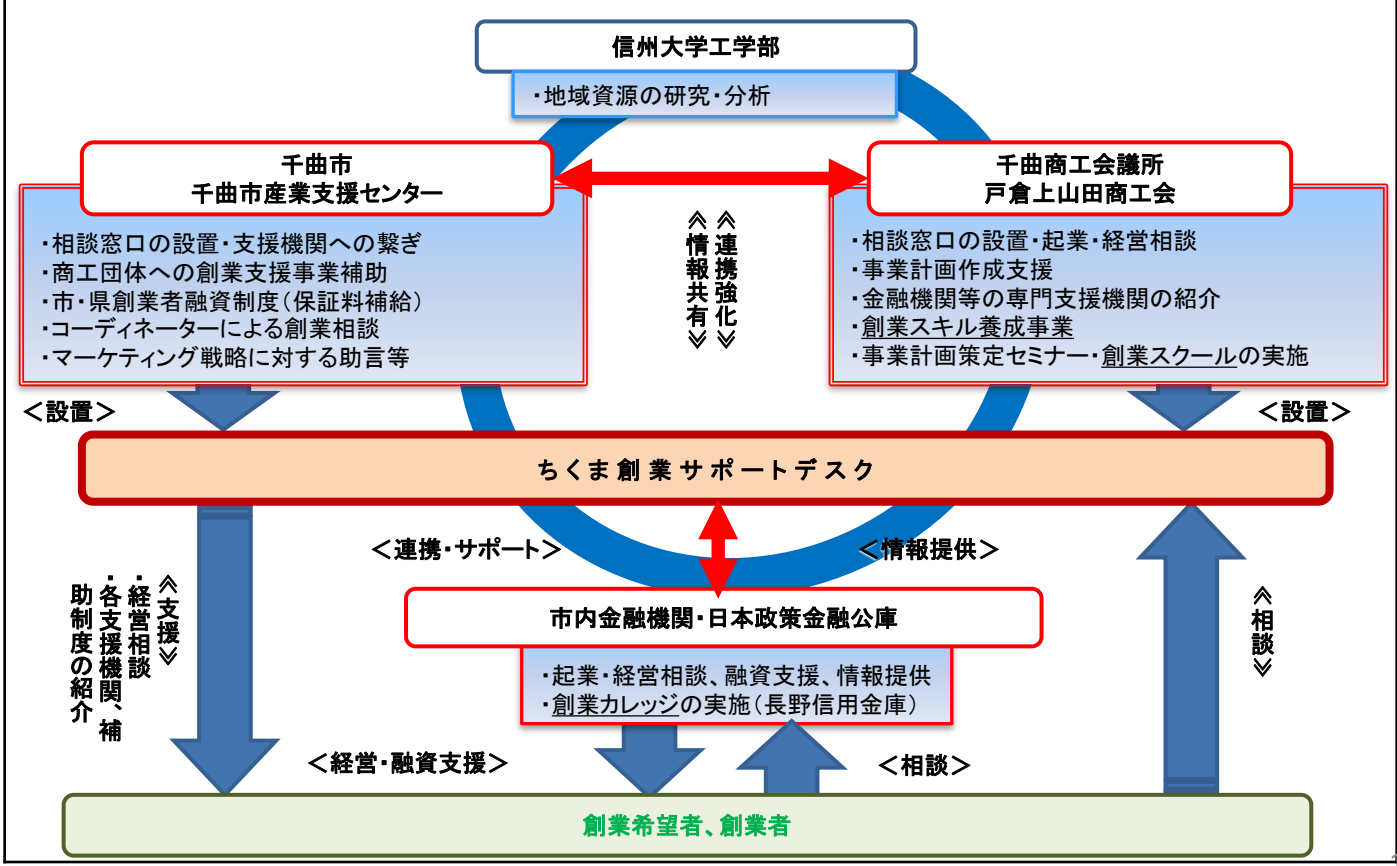 信州大学工学部
・地域資源の研究・分析
千曲市
千曲市産業支援センター
・相談窓口の設置・支援機関への繋ぎ
・商工団体への創業支援事業補助
・市・県創業者融資制度（保証料補給）
・コーディネーターによる創業相談
・マーケティング戦略に対する助言等
≪連携強化≫
≪情報共有≫
千曲商工会議所
戸倉上山田商工会
・相談窓口の設置・起業・経営相談
・事業計画作成支援
・金融機関等の専門支援機関の紹介
・創業スキル養成事業
・事業計画策定セミナー・創業スクールの実施
＜設置＞
＜設置＞
ちくま創業サポートデスク
＜連携・サポート＞
＜情報提供＞
≪支援≫
・経営相談
・各支援機関、補
助制度の紹介
市内金融機関・日本政策金融公庫
・起業・経営相談、融資支援、情報提供
・創業カレッジの実施（長野信用金庫）
≪相談≫
＜経営・融資支援＞
＜相談＞
創業希望者、創業者